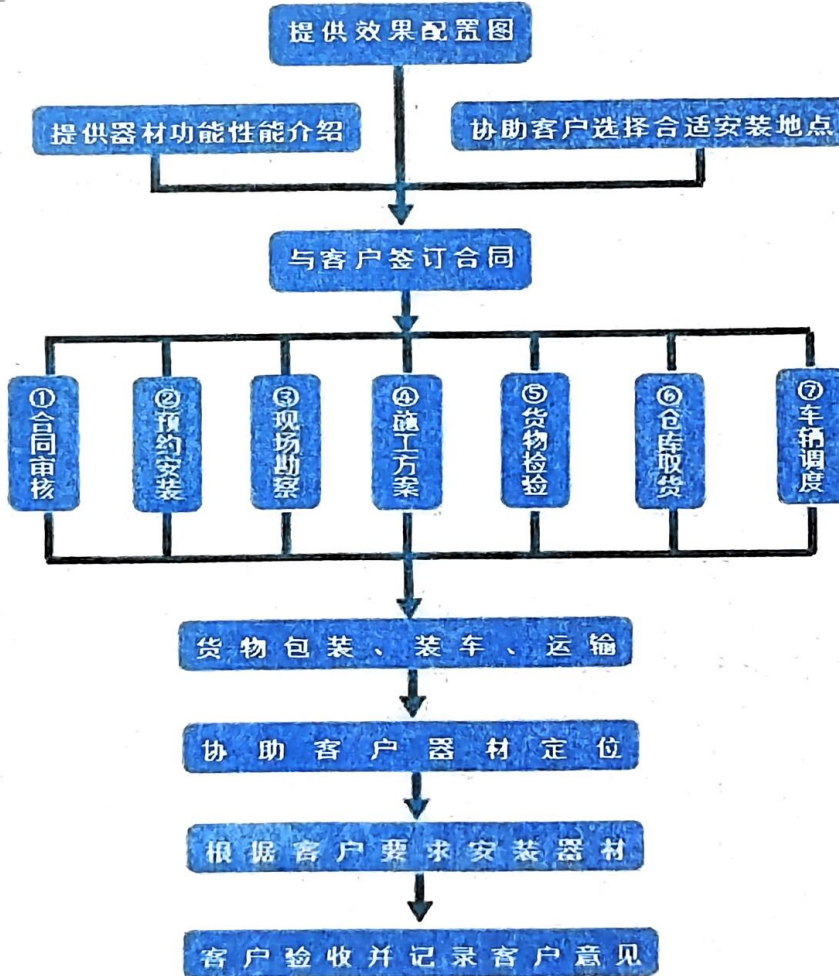 提供效果配置图
提供器材功能性能介绍
协助客户选择合适安装地点
与客户签订合同
①合同审核
②预约安装
③现场勘察
④施工方案
⑤货物检验
⑥仓库取货
⑦车辆调度
货物包装、装车、运输
协助客户器材定位
根据客户要求安装器材
客户验收并记录客户意见